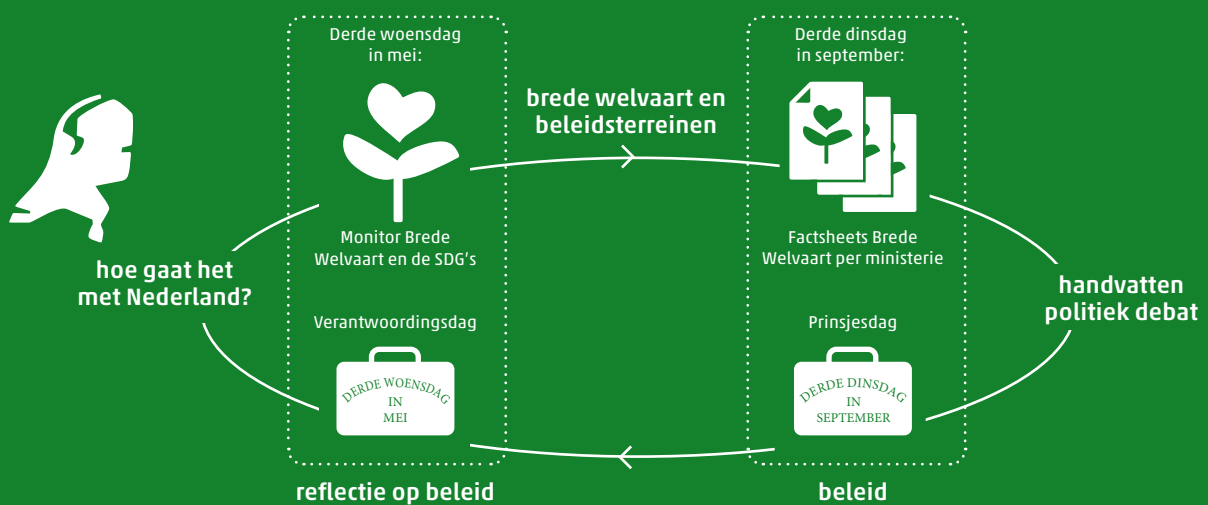 hoe gaat het
met Nederland?
Derde woensdag
in mei:
Monitor Brede
Welvaart en de SDG's
Verantwoordingsdag
DERDE WOENSDAG
IN
MEI
reflectie op beleid
brede welvaart en
beleidsterreinen
Derde dinsdag
in september:
Factsheets Brede
Welvaart per ministerie
Prinsjesdag
DERDE DINSDAG
IN
SEPTEMBER
beleid
handvatten
politiek debat